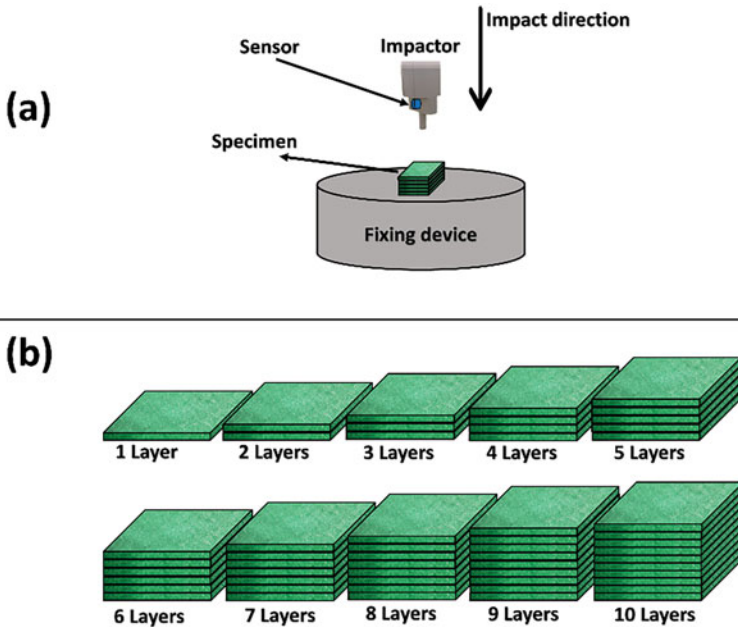 (a)
Sensor
Impactor
Impact direction
Specimen
Fixing device
(b)
1 Layer
2 Layers
3 Layers
4 Layers
5 Layers
6 Layers
7 Layers
8 Layers
9 Layers
10 Layers